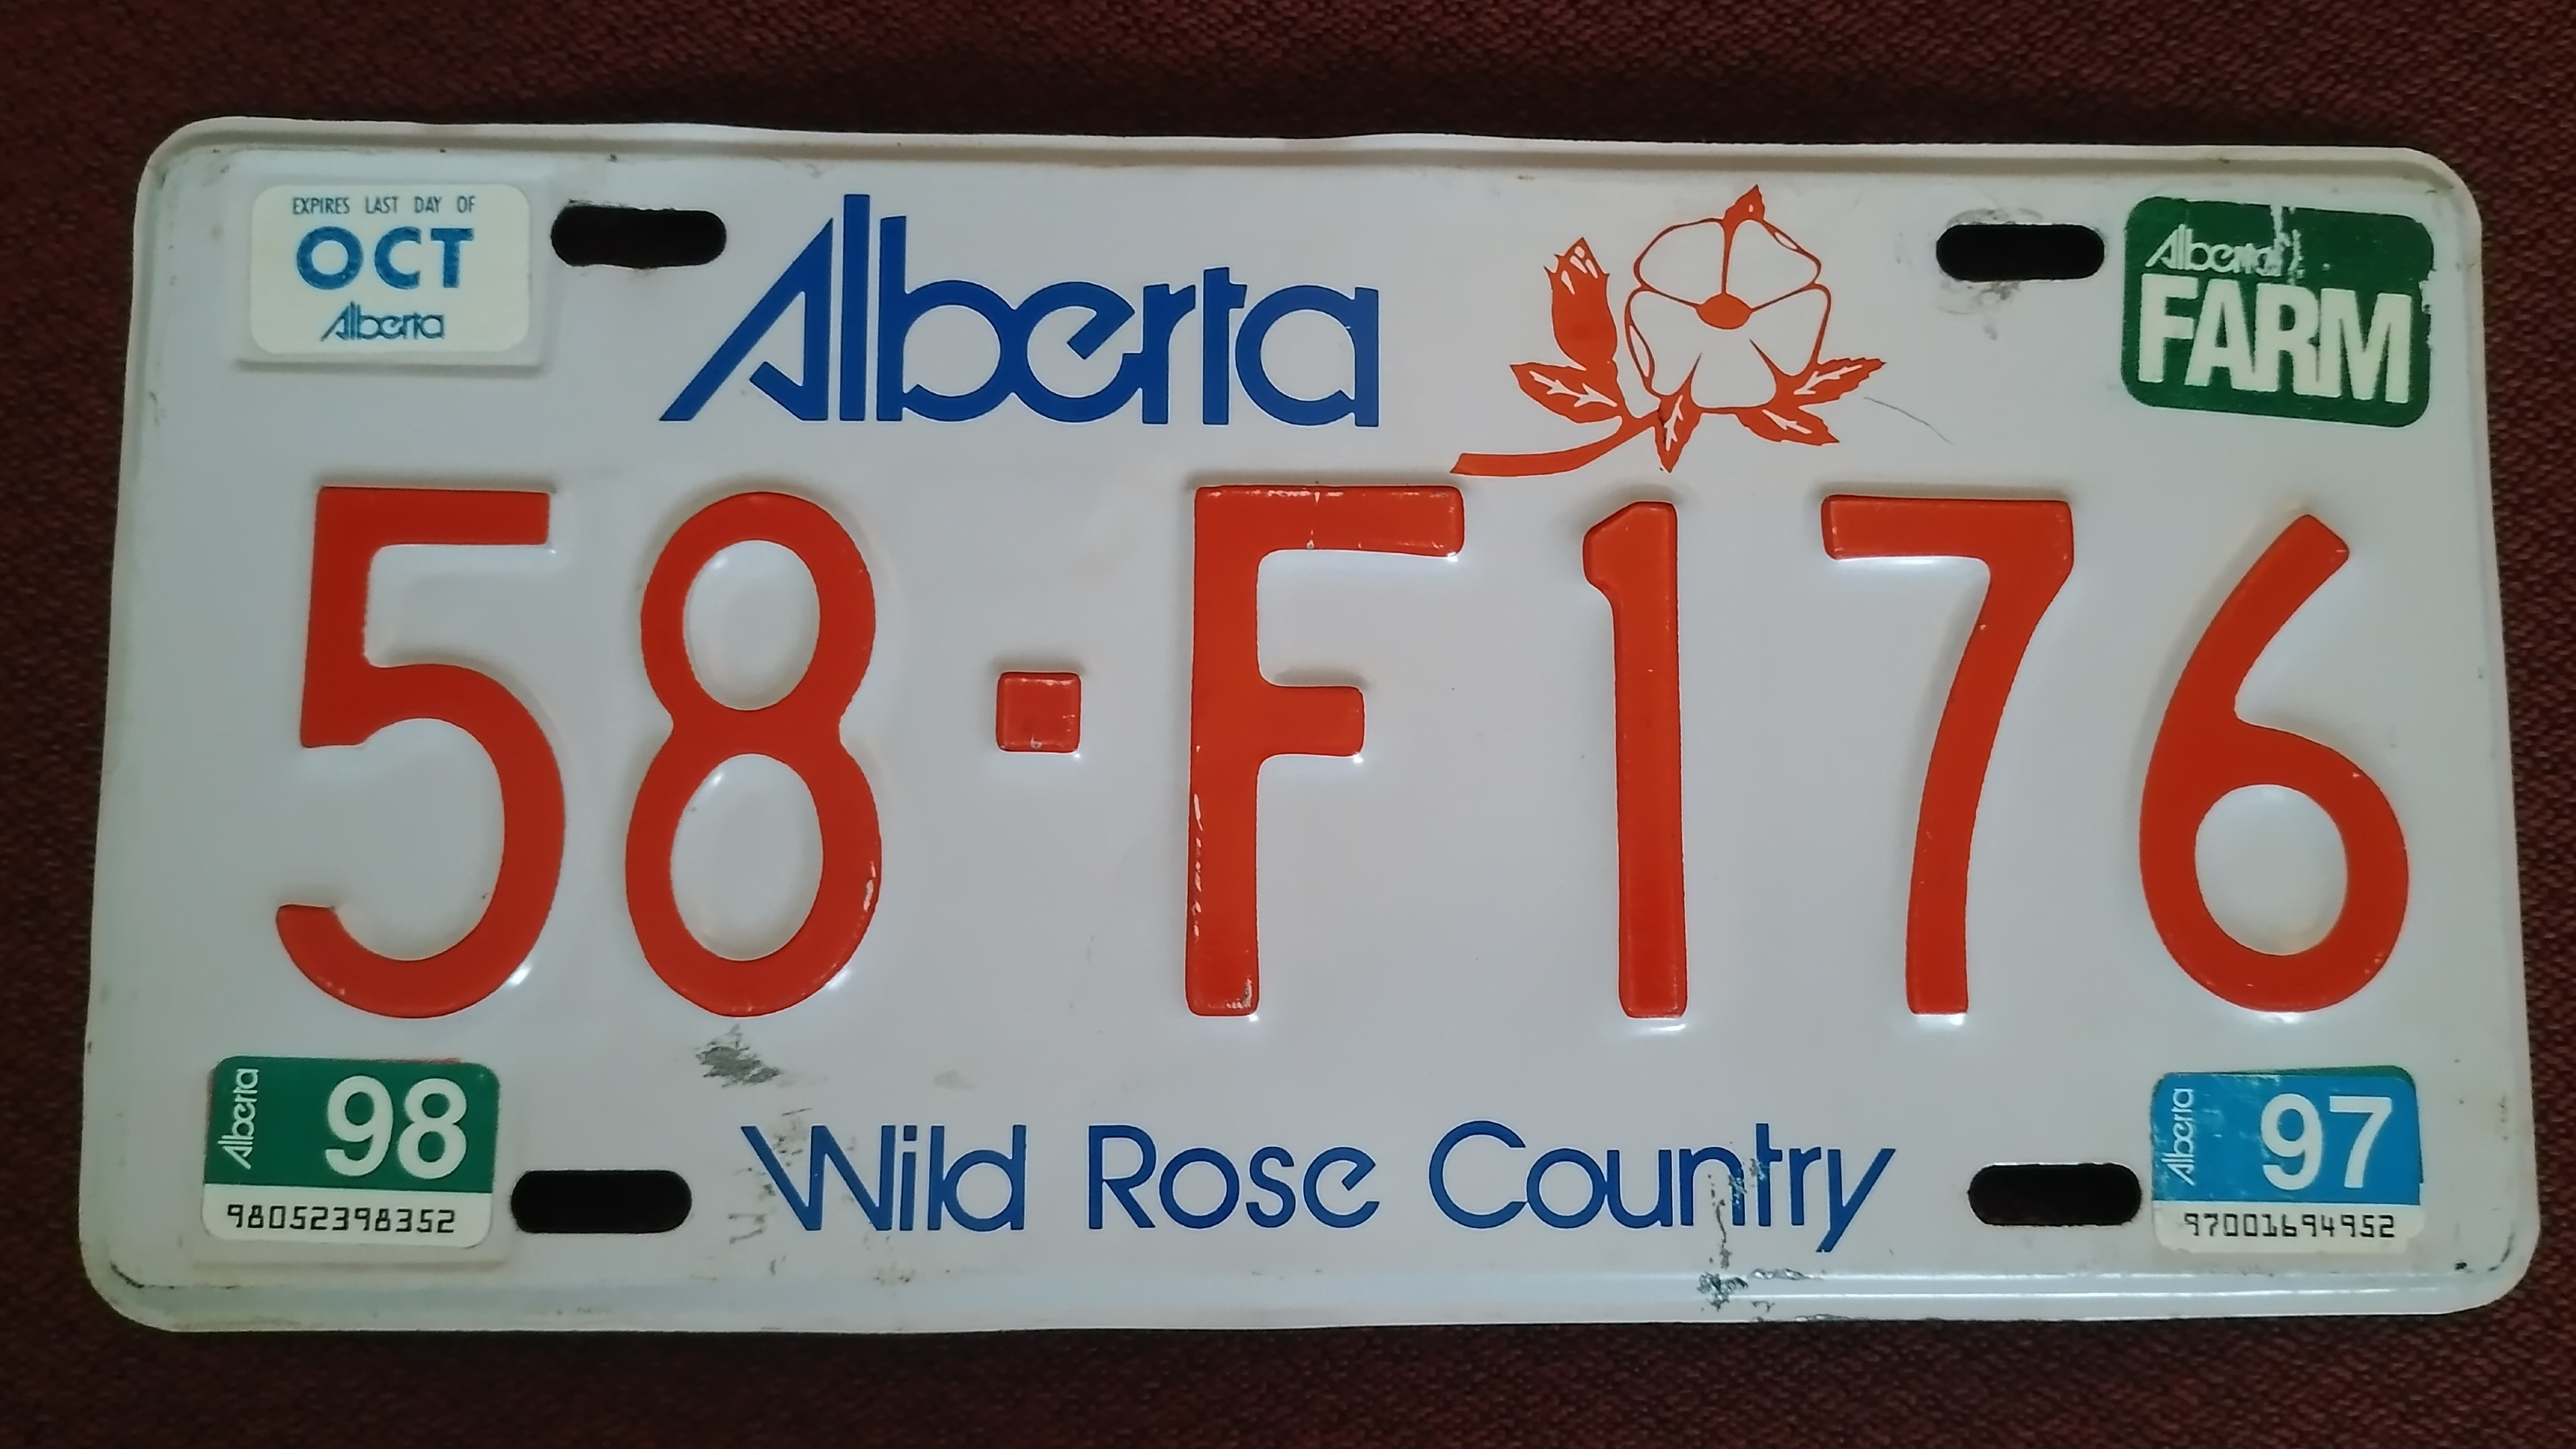 EXPIRES LAST DAY OF
OCT
Alberta
Alberta
Alberta
FARM
58-F176
Alberta
98
98052398352
Wild Rose Country
Alberta
97
97001694952